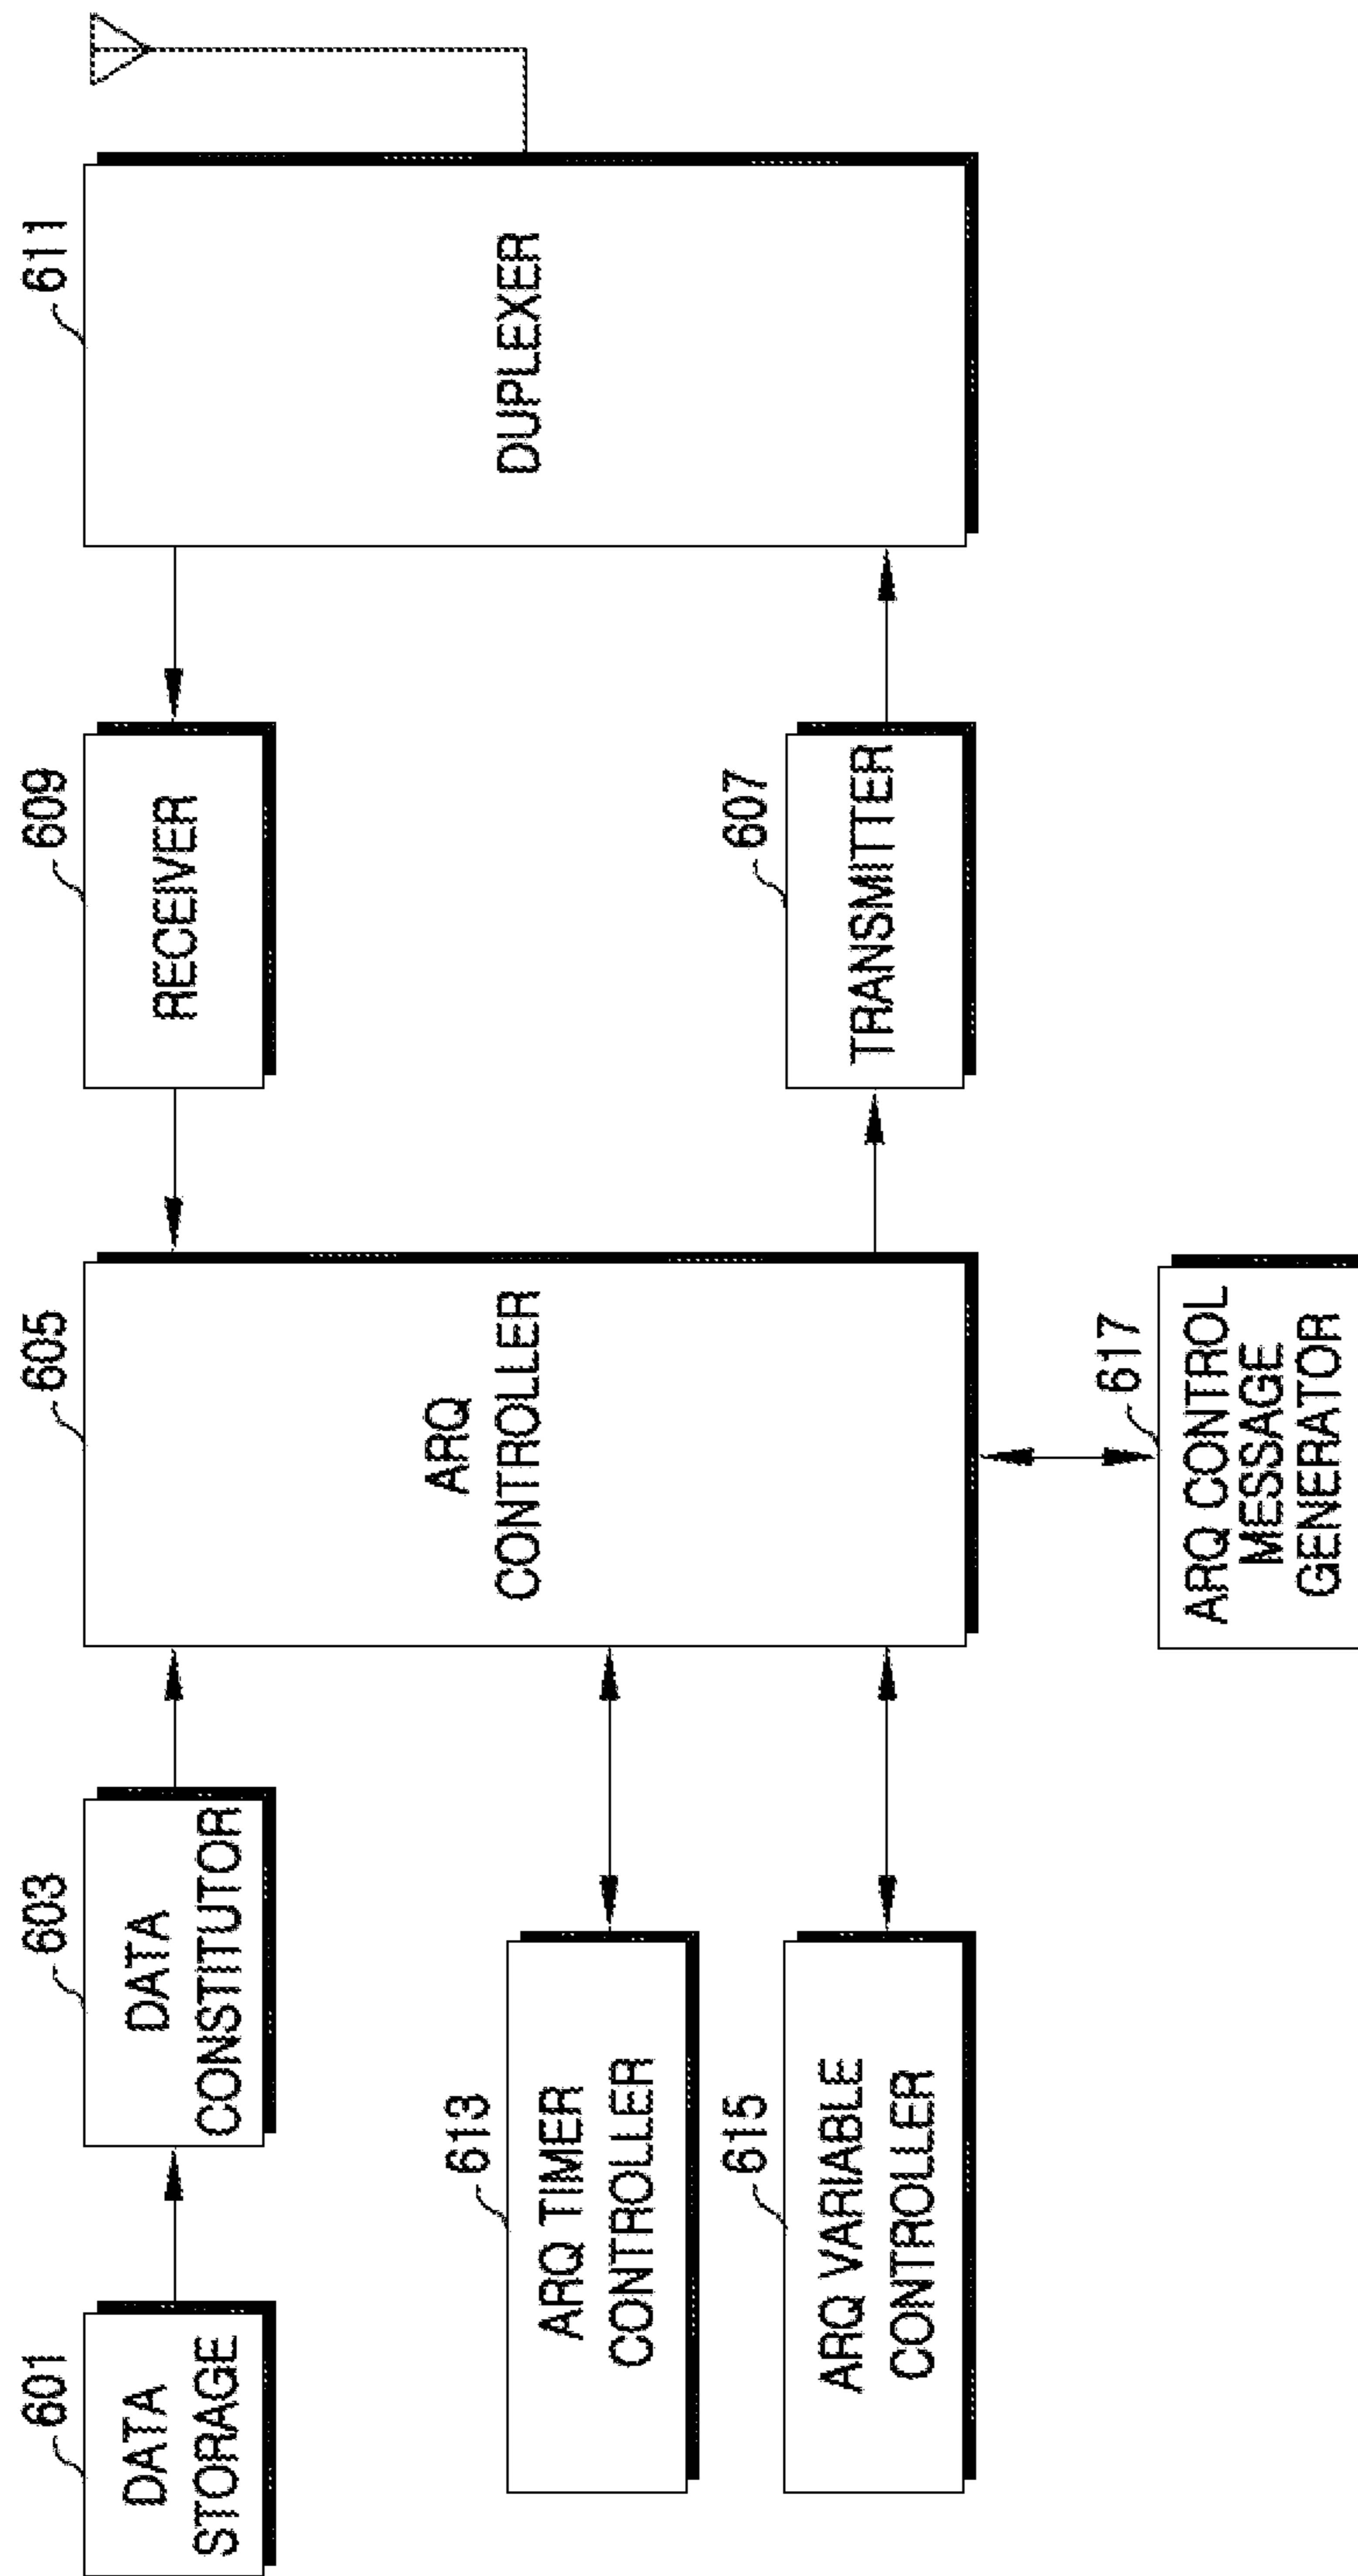 601
DATA
STORAGE
603
DATA
CONSTITUTOR
605
ARQ
CONTROLLER
609
RECEIVER
611
DUPLEXER
613
ARQ TIMER
CONTROLLER
615
ARQ VARIABLE
CONTROLLER
607
TRANSMITTER
617
ARQ CONTROL
MESSAGE
GENERATOR